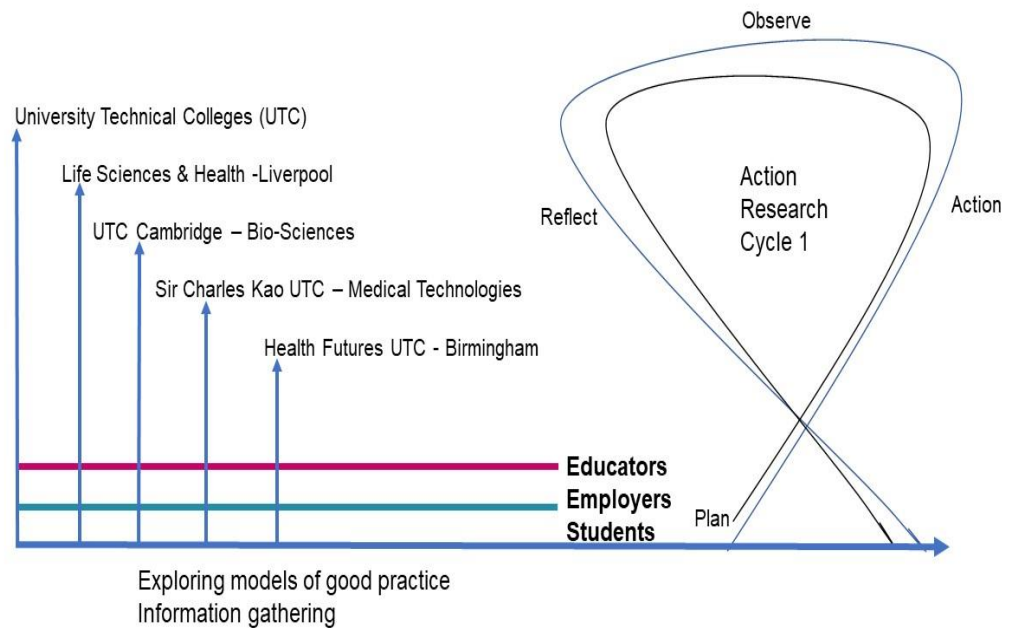 Observe
University Technical Colleges (UTC)
Life Sciences & Health -Liverpool
UTC Cambridge – Bio-Sciences
Sir Charles Kao UTC – Medical Technologies
Health Futures UTC - Birmingham
Reflect
Action
Research
Cycle 1
Action
Educators
Employers
Students
Plan
Exploring models of good practice
Information gathering